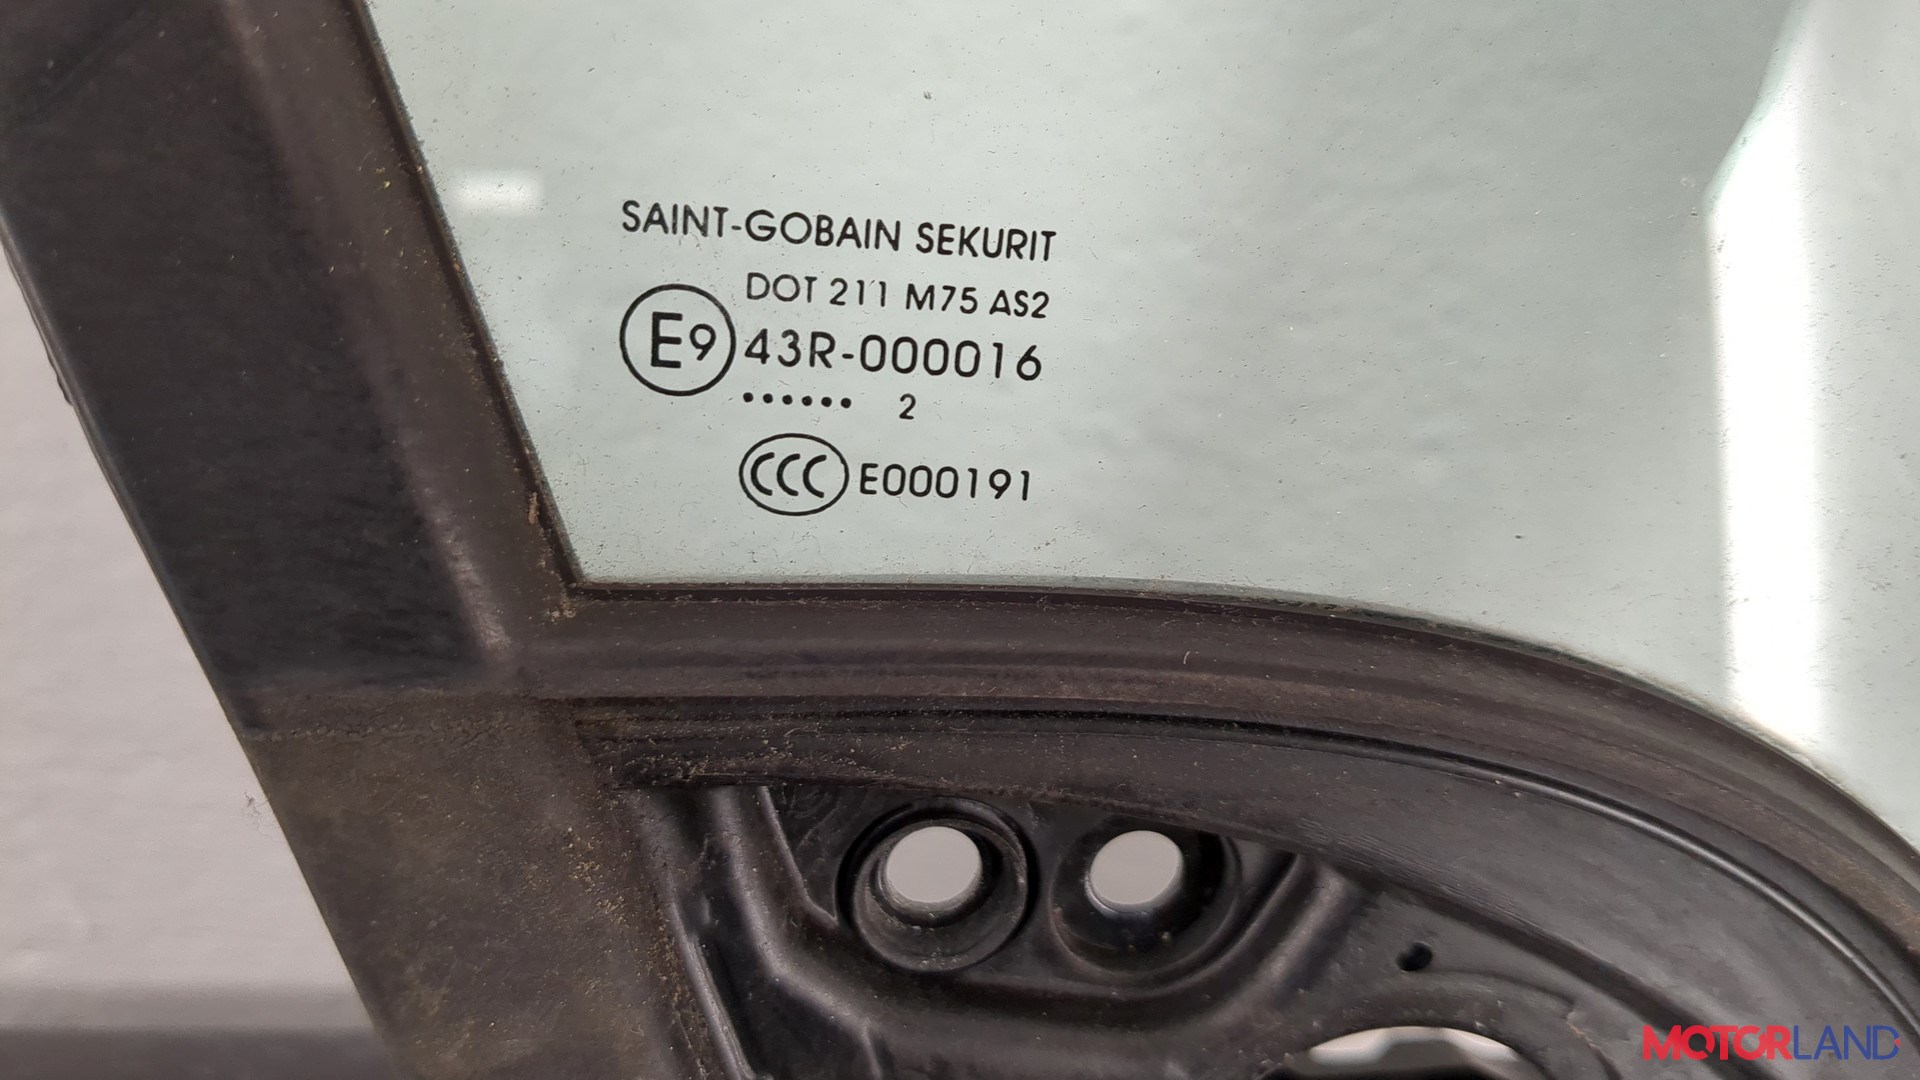 SAINT-GOBAIN SEKURIT
DOT 211 M75 AS2
E9 43R-000016
...... 2
CCC E000191
MOTORLAND